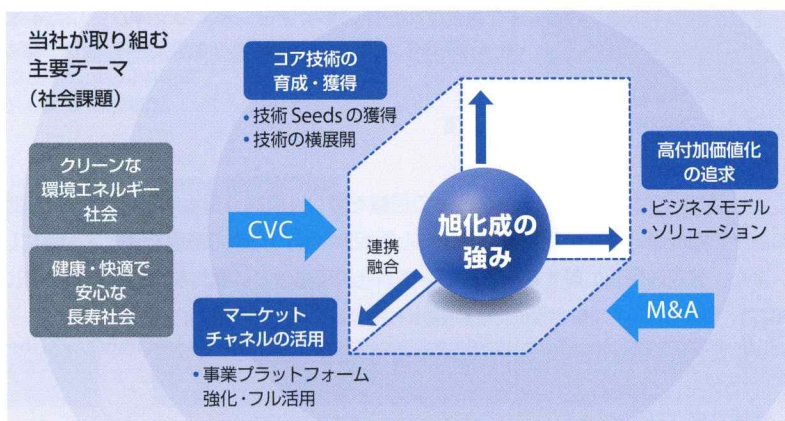 当社が取り組む
主要テーマ
（社会課題）
クリーンな
環境エネルギー
社会
健康・快適で
安心な
長寿社会
コア技術の
育成・獲得
・技術 Seeds の獲得
・技術の横展開
CVC
連携
融合
旭化成の
強み
高付加価値化
の追求
・ビジネスモデル
・ソリューション
M&A
マーケット
チャネルの活用
・事業プラットフォーム
強化・フル活用